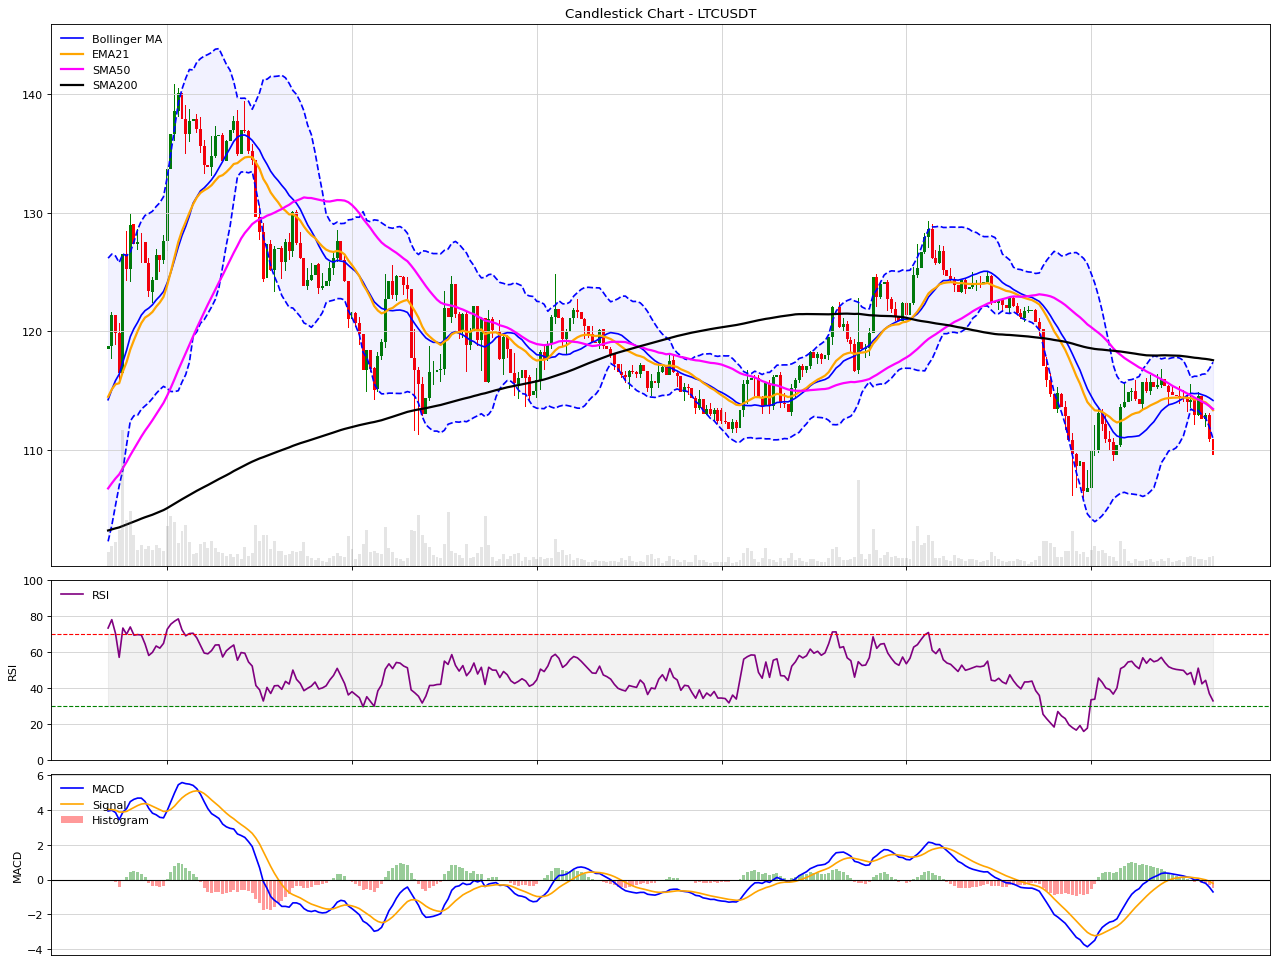 Candlestick Chart - LTCUSDT
Bollinger MA
EMA21
SMA50
SMA200
140
130
120
110
100
RSI
80
60
40
20
0
RSI
6
MACD
Signal
Histogram
4
2
0
−2
−4
MACD